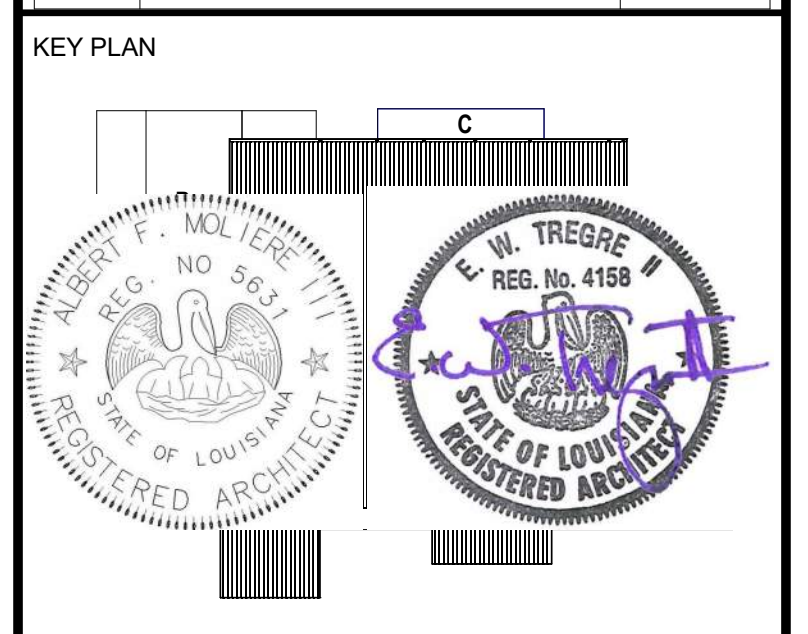 KEY PLAN
C
ALBERT F. MOLIERE III
REG. NO 5631
STATE OF LOUISIANA
REGISTERED ARCHITECT
E. W. TREGRE II
REG. No. 4158
STATE OF LOUISIANA
REGISTERED ARCHITECT